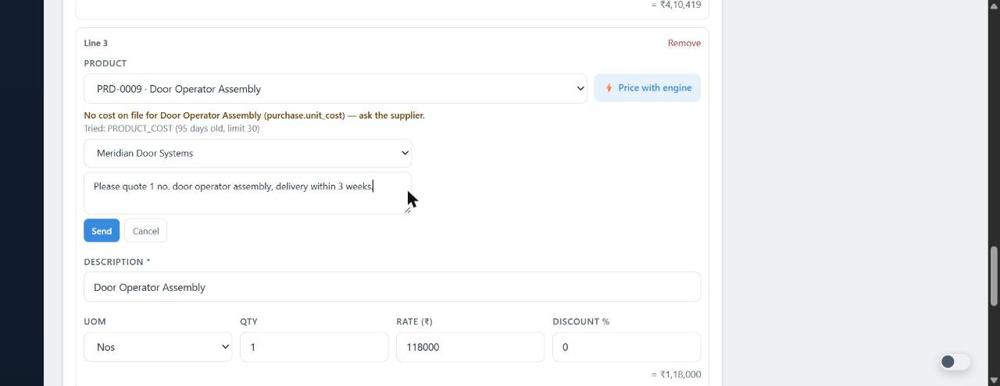 = ₹4,10,419
Line 3
Remove
PRODUCT
PRD-0009 · Door Operator Assembly
Price with engine
No cost on file for Door Operator Assembly (purchase.unit_cost) — ask the supplier.
Tried: PRODUCT_COST (95 days old, limit 30)
Meridian Door Systems
Please quote 1 no. door operator assembly, delivery within 3 weeks.
Send
Cancel
DESCRIPTION *
Door Operator Assembly
UOM
QTY
RATE (₹)
DISCOUNT %
Nos
1
118000
0
= ₹1,18,000